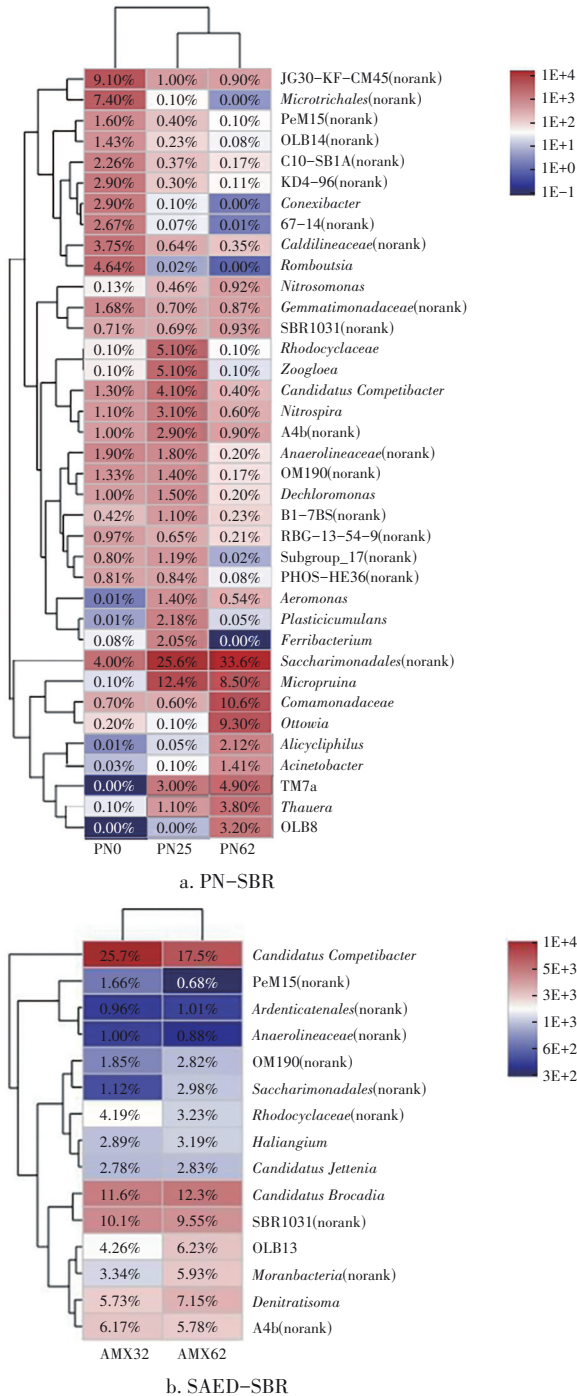 9.10% 1.00% 0.90% JG30-KF-CM45(norank)
7.40% 0.10% 0.00% Microtrichales(norank)
1.60% 0.40% 0.10% PeM15(norank)
1.43% 0.23% 0.08% OLB14(norank)
2.26% 0.37% 0.17% C10-SB1A(norank)
2.90% 0.30% 0.11% KD4-96(norank)
2.90% 0.10% 0.00% Conexibacter
2.67% 0.07% 0.01% 67-14(norank)
3.75% 0.64% 0.35% Caldilineaceae(norank)
4.64% 0.02% 0.00% Romboutsia
0.13% 0.46% 0.92% Nitrosomonas
1.68% 0.70% 0.87% Gemmatimonadaceae(norank)
0.71% 0.69% 0.93% SBR1031(norank)
0.10% 5.10% 0.10% Rhodocyclaceae
0.10% 5.10% 0.10% Zoogloea
1.30% 4.10% 0.40% Candidatus Competibacter
1.10% 3.10% 0.60% Nitrospira
1.00% 2.90% 0.90% A4b(norank)
1.90% 1.80% 0.20% Anaerolineaceae(norank)
1.33% 1.40% 0.17% OM190(norank)
1.00% 1.50% 0.20% Dechloromonas
0.42% 1.10% 0.23% B1-7BS(norank)
0.97% 0.65% 0.21% RBG-13-54-9(norank)
0.80% 1.19% 0.02% Subgroup_17(norank)
0.81% 0.84% 0.08% PHOS-HE36(norank)
0.01% 1.40% 0.54% Aeromonas
0.01% 2.18% 0.05% Plasticicumulans
0.08% 2.05% 0.00% Ferribacterium
4.00% 25.6% 33.6% Saccharimonadales(norank)
0.10% 12.4% 8.50% Micropruina
0.70% 0.60% 10.6% Comamonadaceae
0.20% 0.10% 9.30% Ottowia
0.01% 0.05% 2.12% Alicycliphilus
0.03% 0.10% 1.41% Acinetobacter
0.00% 3.00% 4.90% TM7a
0.10% 1.10% 3.80% Thauera
0.00% 0.00% 3.20% OLB8
PN0 PN25 PN62
1E+4
1E+3
1E+2
1E+1
1E+0
1E-1
a. PN-SBR
25.7% 17.5% Candidatus Competibacter
1.66% 0.68% PeM15(norank)
0.96% 1.01% Ardenticatenales(norank)
1.00% 0.88% Anaerolineaceae(norank)
1.85% 2.82% OM190(norank)
1.12% 2.98% Saccharimonadales(norank)
4.19% 3.23% Rhodocyclaceae(norank)
2.89% 3.19% Haliangium
2.78% 2.83% Candidatus Jettenia
11.6% 12.3% Candidatus Brocadia
10.1% 9.55% SBR1031(norank)
4.26% 6.23% OLB13
3.34% 5.93% Moranbacteria(norank)
5.73% 7.15% Denitratisoma
6.17% 5.78% A4b(norank)
AMX32 AMX62
1E+4
5E+3
3E+3
1E+3
6E+2
3E+2
b. SAED-SBR